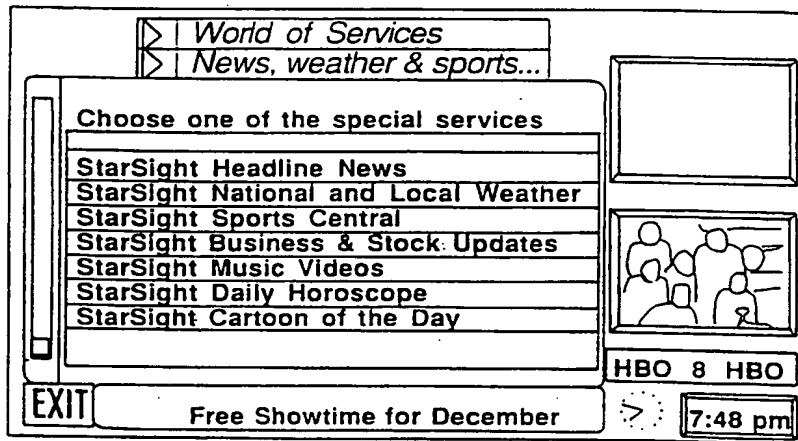 World of Services
News, weather & sports...
Choose one of the special services
StarSight Headline News
StarSight National and Local Weather
StarSight Sports Central
StarSight Business & Stock Updates
StarSight Music Videos
StarSight Daily Horoscope
StarSight Cartoon of the Day
HBO 8 HBO
EXIT
Free Showtime for December
7:48 pm